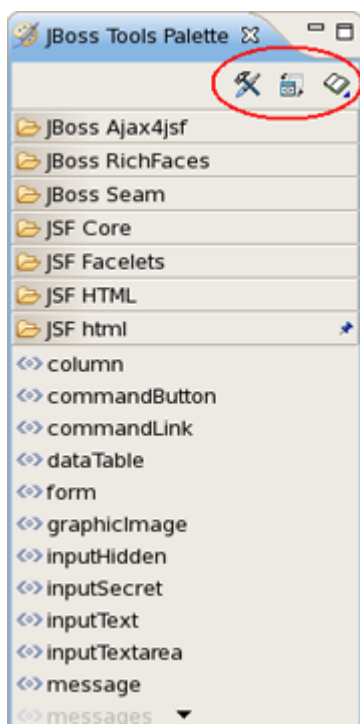 JBoss Tools Palette
JBoss Ajax4jsf
JBoss RichFaces
JBoss Seam
JSF Core
JSF Facelets
JSF HTML
JSF html
column
commandButton
commandLink
dataTable
form
graphicImage
inputHidden
inputSecret
inputText
inputTextarea
message
messages